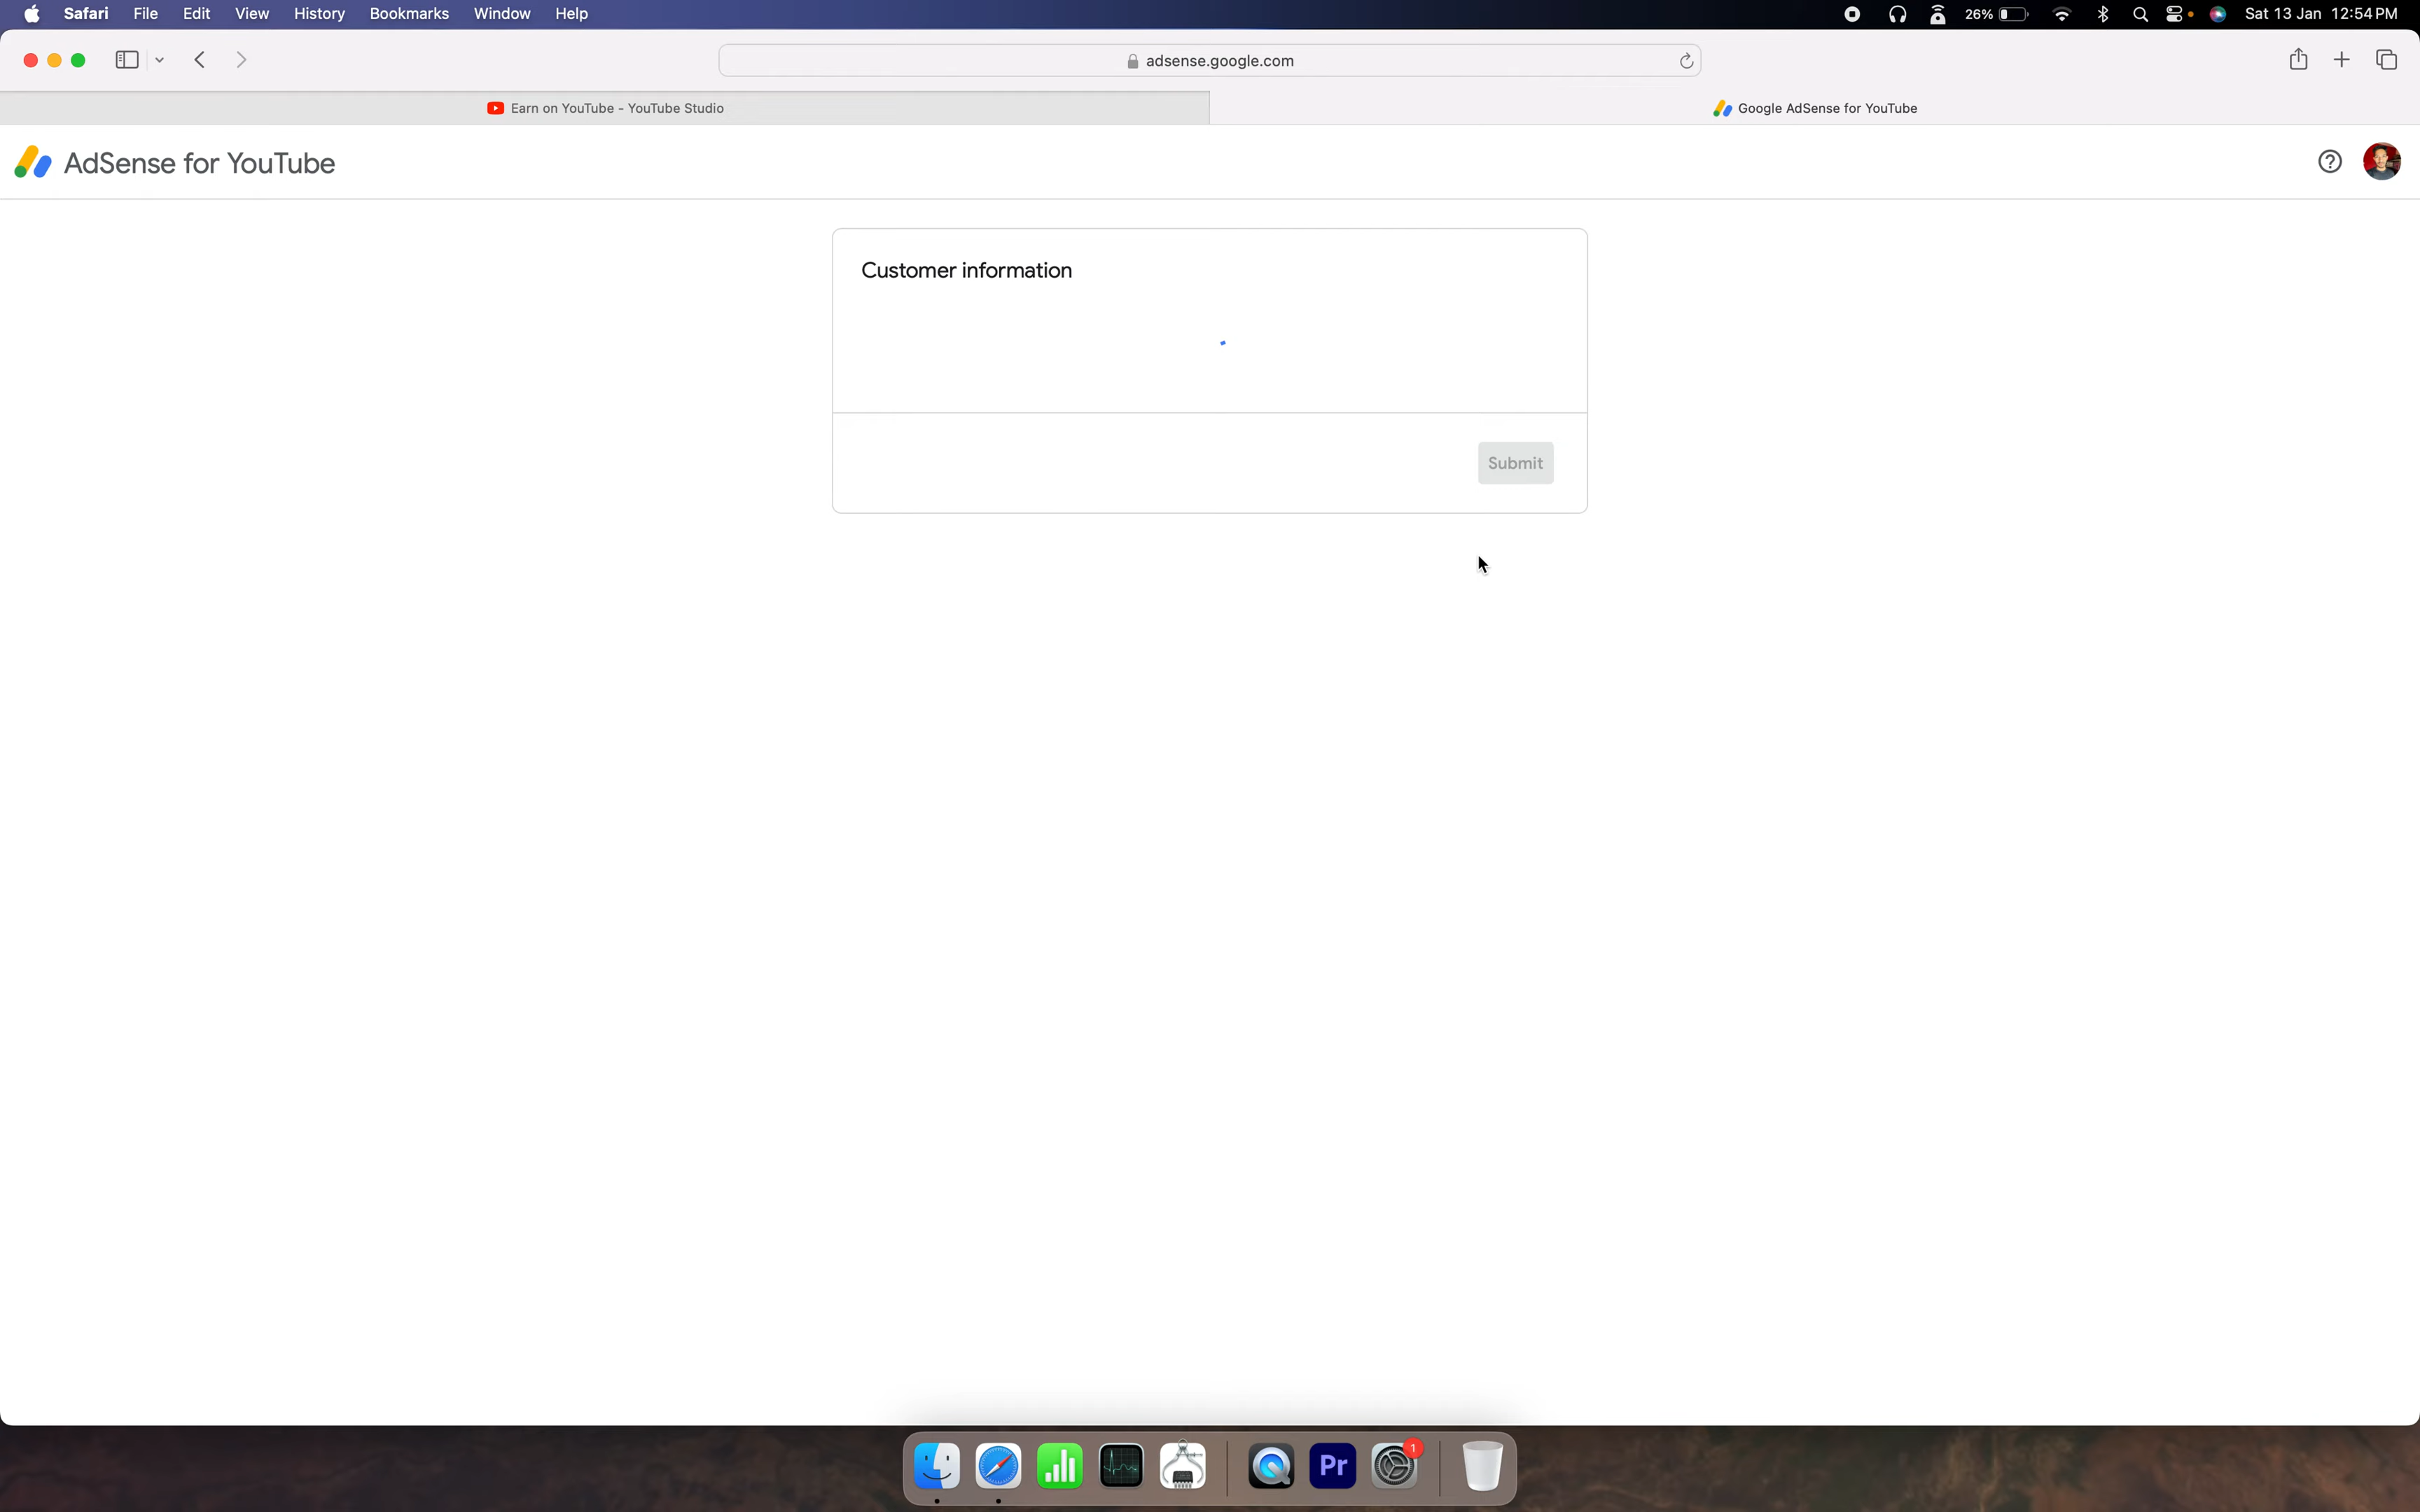 Safari File Edit View History Bookmarks Window Help 26% Sat 13 Jan 12:54 PM
adsense.google.com
Earn on YouTube - YouTube Studio Google AdSense for YouTube
AdSense for YouTube
Customer information
Submit
Pr 1